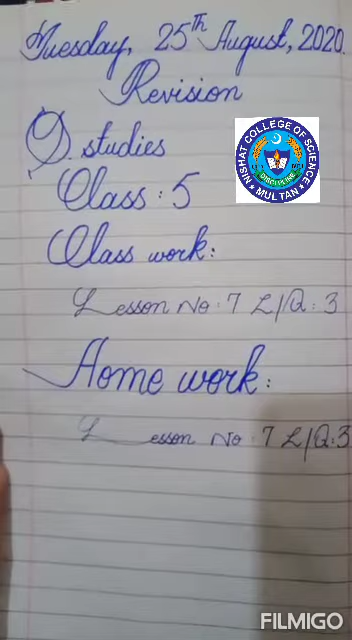 Tuesday, 25th August, 2020.
Revision
S. studies
Class : 5
NISHAT COLLEGE OF SCIENCE
DISCIPLINE
MULTAN
Class work:
Lesson No : 7 L/Q : 3
Home work:
Lesson No : 7 L/Q:3
FILMIGO